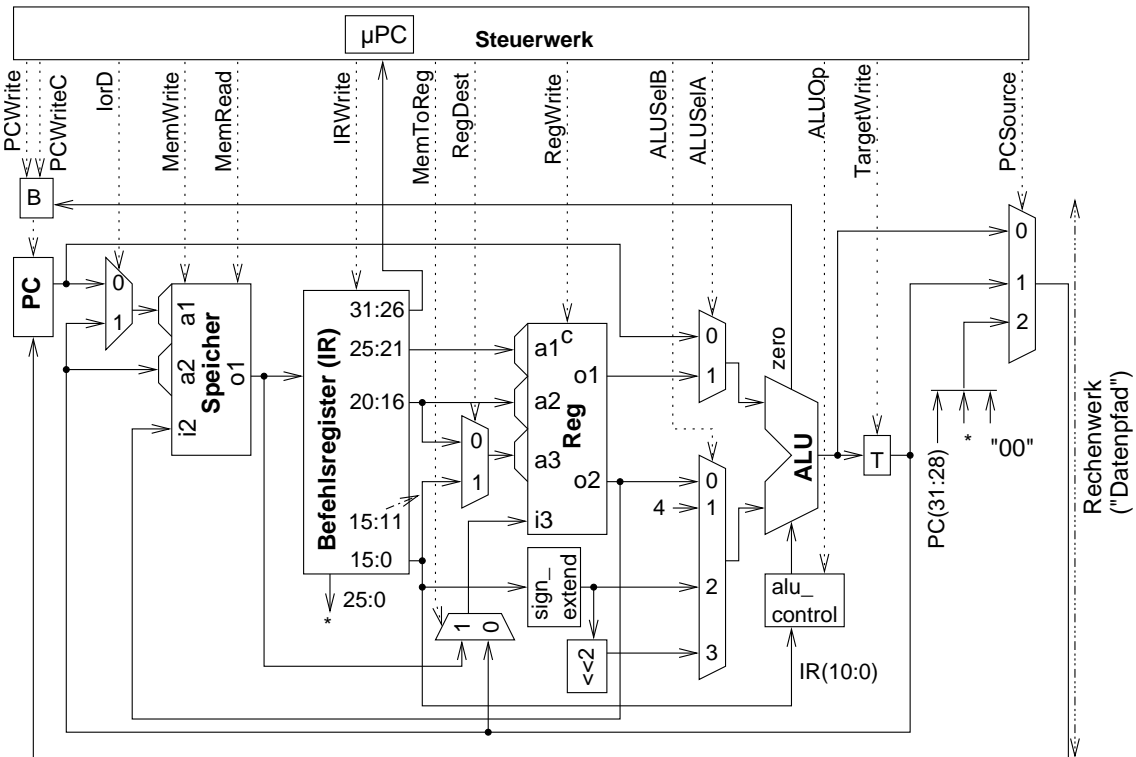 µPC
Steuerwerk
PCWrite
PCWriteC
IorD
MemWrite
MemRead
IRWrite
MemToReg
RegDest
RegWrite
ALUSelB
ALUSelA
ALUOp
TargetWrite
PCSource
B
PC
0
1
a1
a2
i2
o1
Speicher
Befehlsregister (IR)
31:26
25:21
20:16
15:11
15:0
25:0
*
0
1
1
0
a1
c
a2
a3
i3
o1
o2
Reg
sign_
extend
<<2
0
1
4
0
1
2
3
zero
ALU
alu_
control
IR(10:0)
T
0
1
2
PC(31:28)
*
"00"
Rechenwerk
("Datenpfad")